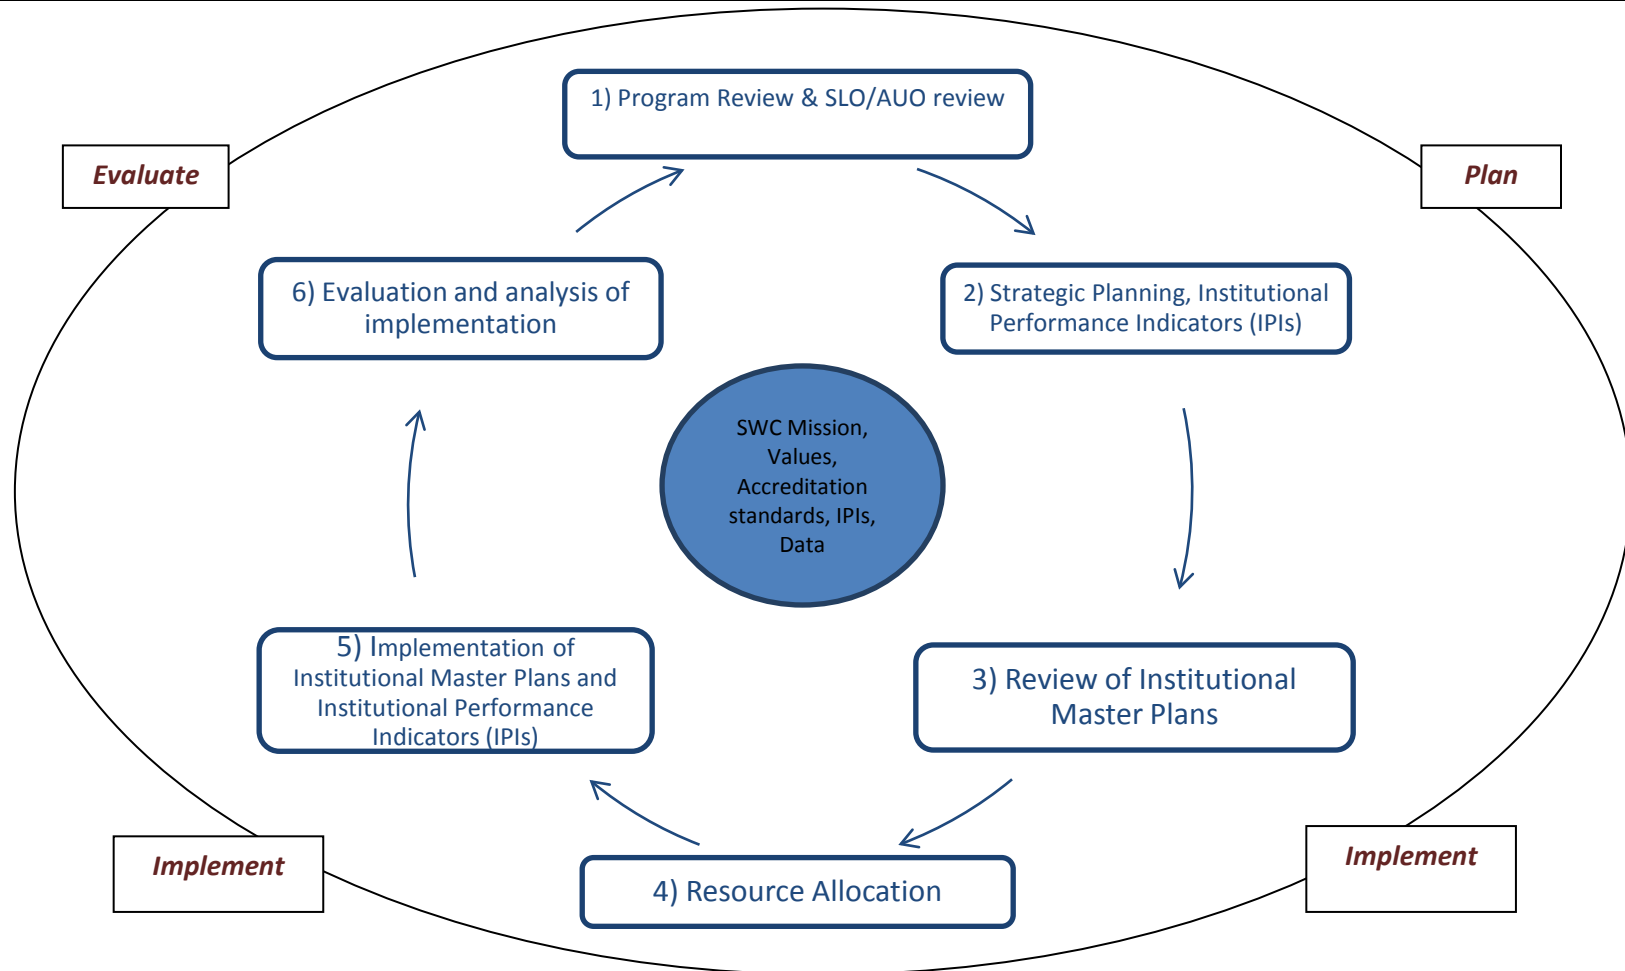 1) Program Review & SLO/AUO review
Evaluate
Plan
6) Evaluation and analysis of
implementation
2) Strategic Planning, Institutional
Performance Indicators (IPIs)
SWC Mission,
Values,
Accreditation
standards, IPIs,
Data
5) Implementation of
Institutional Master Plans and
Institutional Performance
Indicators (IPIs)
3) Review of Institutional
Master Plans
Implement
Implement
4) Resource Allocation